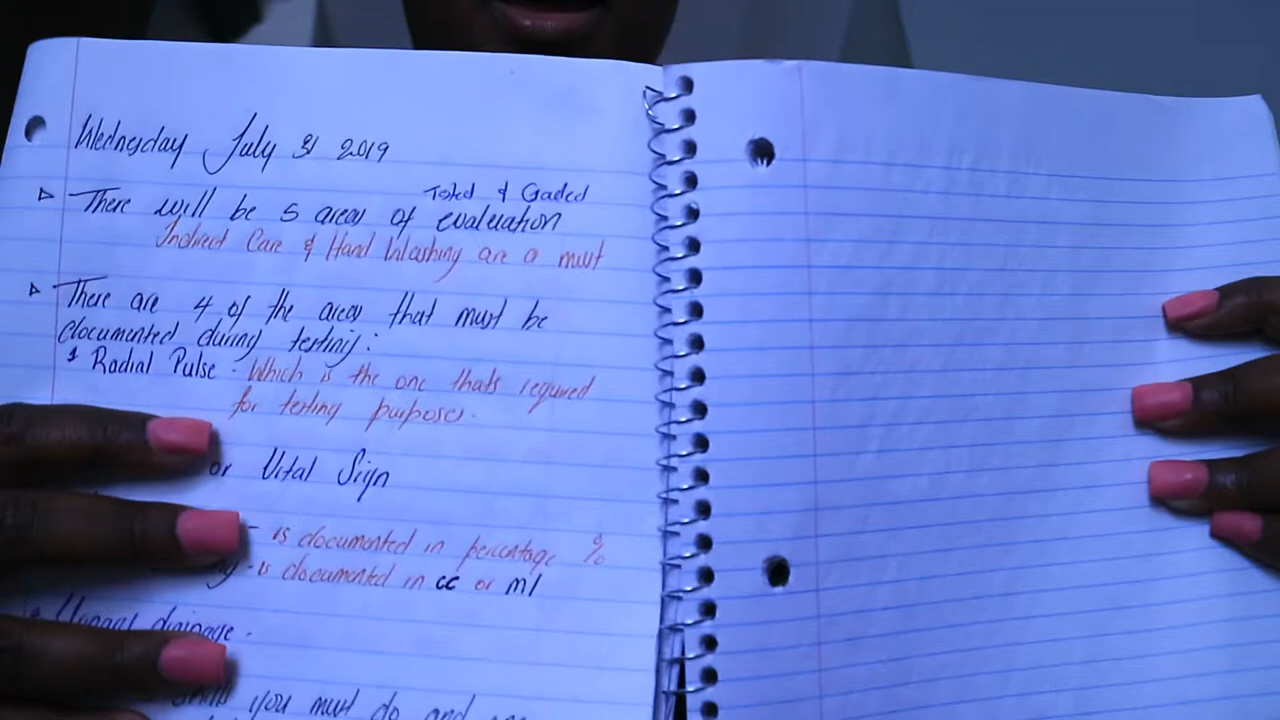 Wednesday July 31 2019
Tested & Gaded
There will be 5 areas of evaluation
Indirect Care & Hand Washing are a must
There are 4 of the areas that must be
documented during testing:
Radial Pulse - Which is the one thats required
for testing purposes.
or Vital Sign
- is documented in percentage %
- is documented in cc or ml
drainage -
you must do and